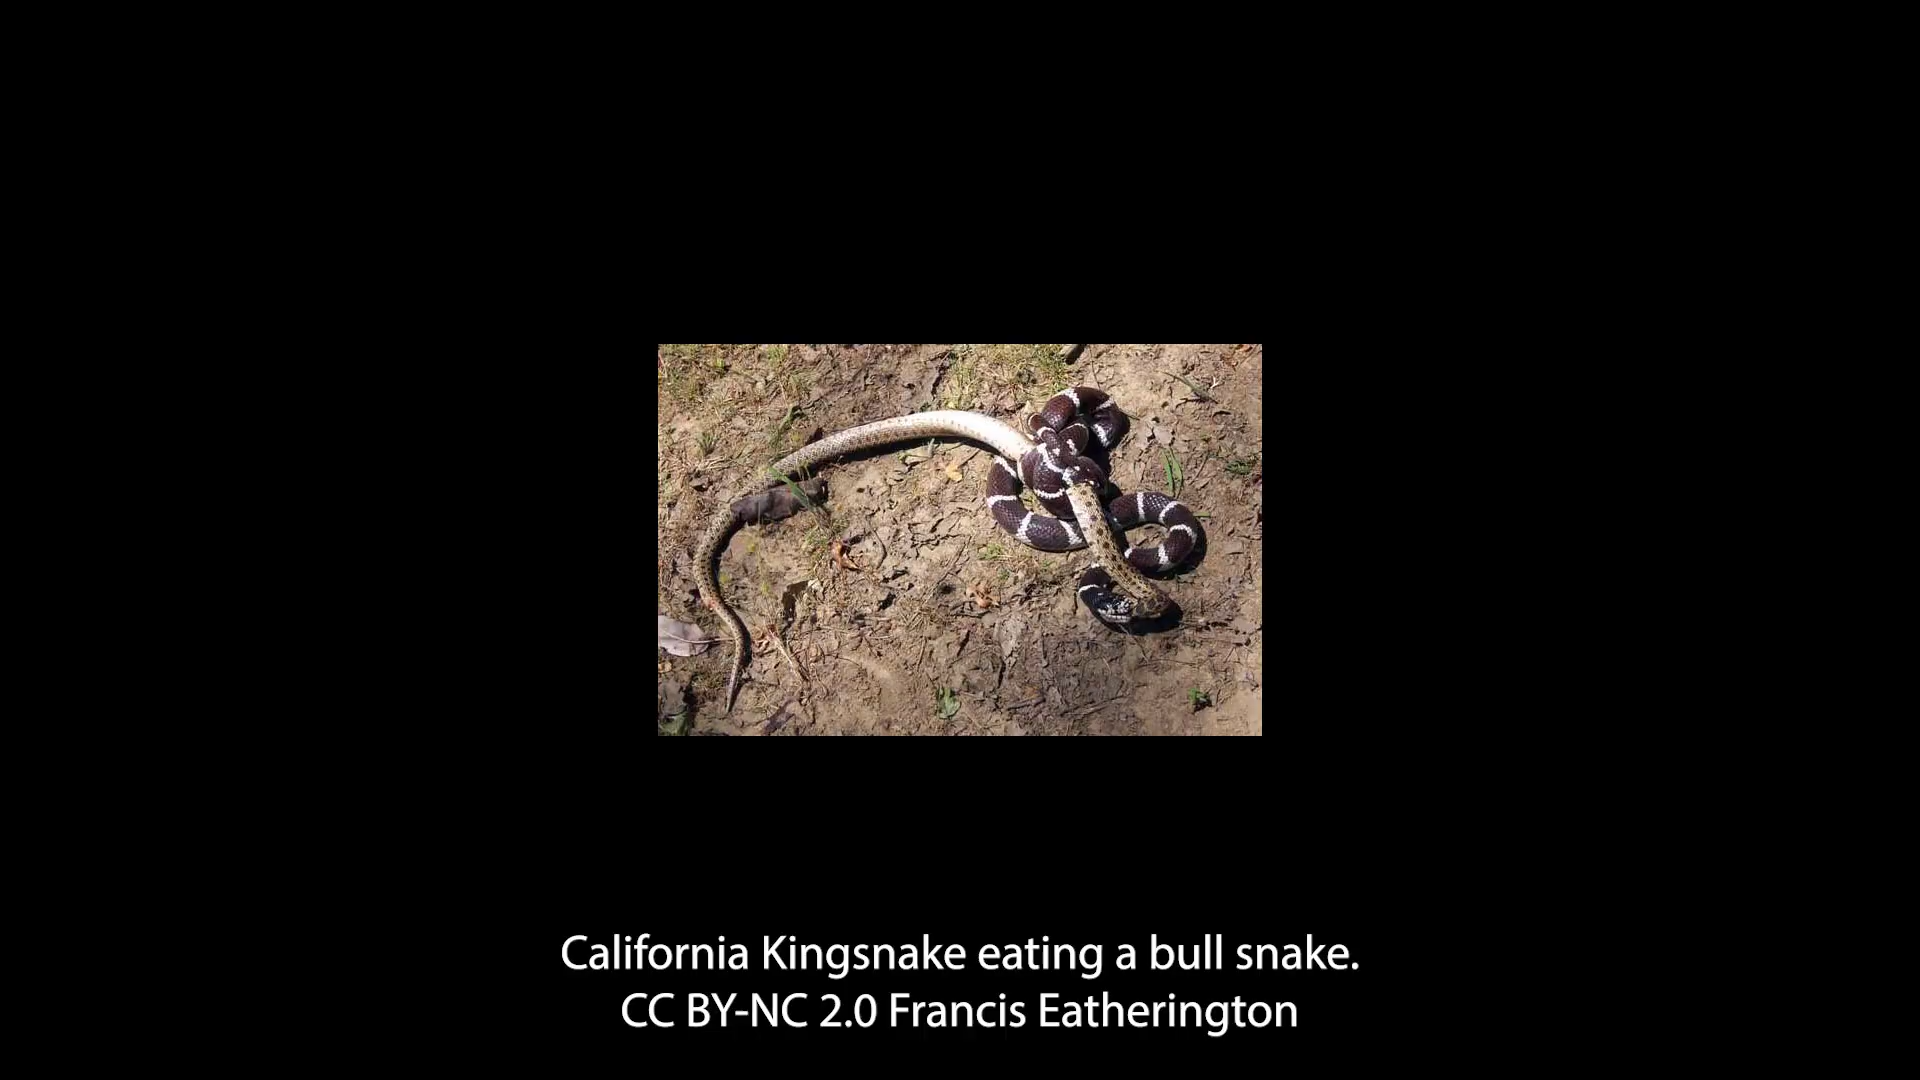 California Kingsnake eating a bull snake.
CC BY-NC 2.0 Francis Eatherington